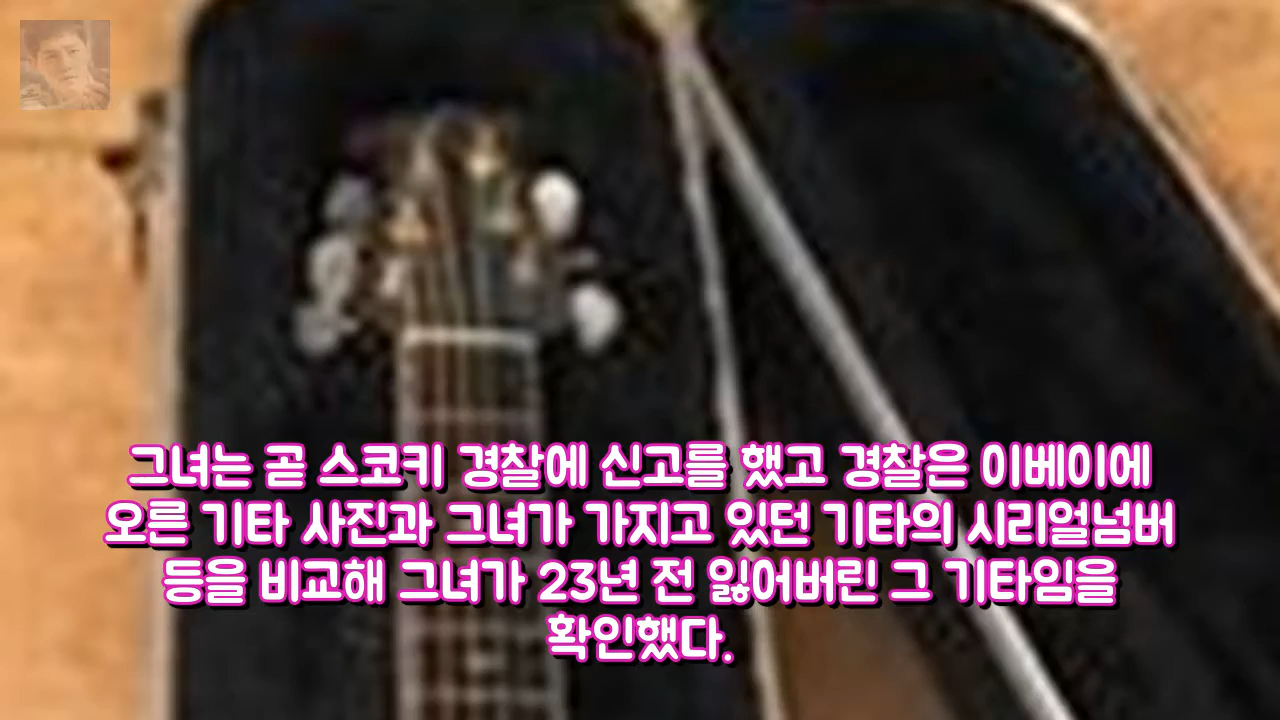 그녀는 곧 스코키 경찰에 신고를 했고 경찰은 이베이에
오른 기타 사진과 그녀가 가지고 있던 기타의 시리얼넘버
등을 비교해 그녀가 23년 전 잃어버린 그 기타임을
확인했다.